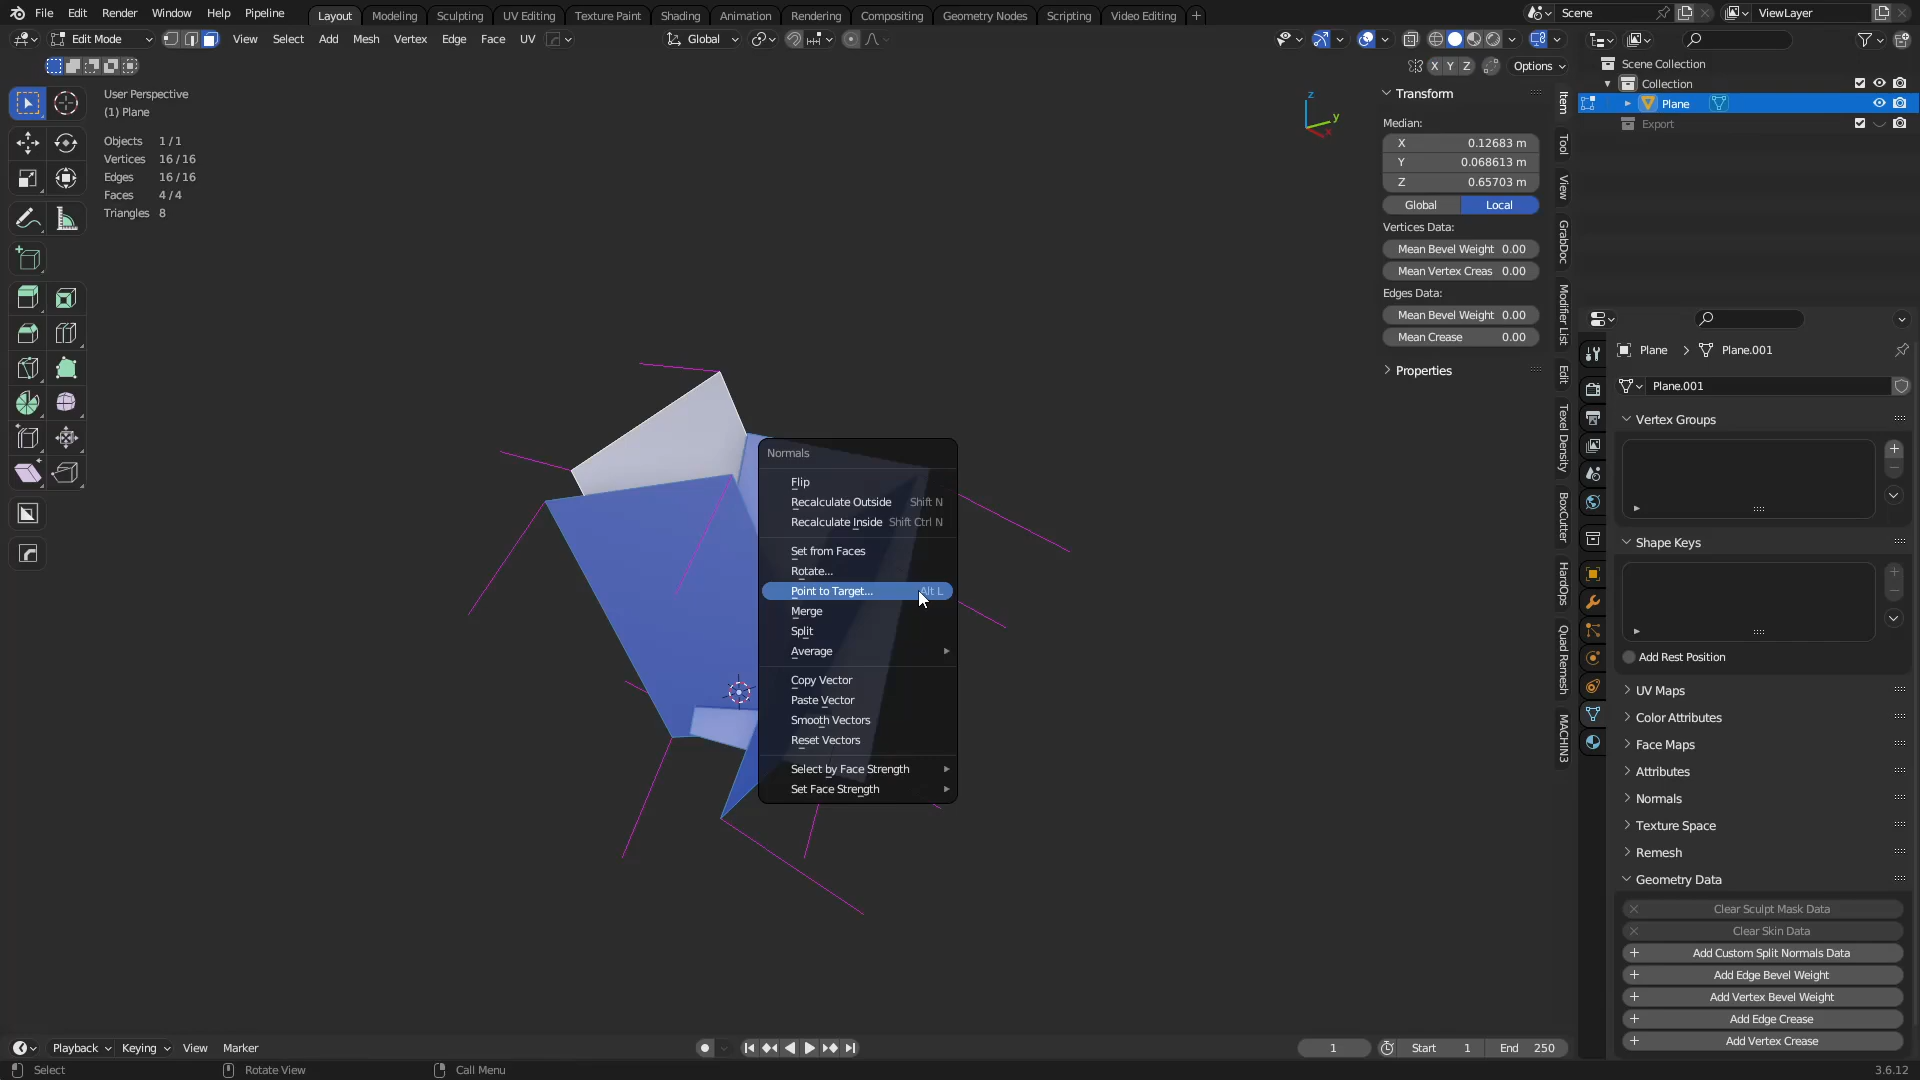 File Edit Render Window Help Pipeline Layout Modeling Sculpting UV Editing Texture Paint Shading Animation Rendering Compositing Geometry Nodes Scripting Video Editing + Scene ViewLayer
Edit Mode View Select Add Mesh Vertex Edge Face UV Global
X Y Z Options
User Perspective
(1) Plane
Objects 1/1
Vertices 16/16
Edges 16/16
Faces 4/4
Triangles 8
z
y
x
Transform
Median:
X 0.12683 m
Y 0.068613 m
Z 0.65703 m
Global Local
Vertices Data:
Mean Bevel Weight 0.00
Mean Vertex Creas 0.00
Edges Data:
Mean Bevel Weight 0.00
Mean Crease 0.00
Properties
Item
Tool
View
GrabDoc
Modifier List
Edit
Texel Density
BoxCutter
HardOps
Quad Remesh
MACHIN3
Normals
Flip
Recalculate Outside Shift N
Recalculate Inside Shift Ctrl N
Set from Faces
Rotate...
Point to Target... Alt L
Merge
Split
Average
Copy Vector
Paste Vector
Smooth Vectors
Reset Vectors
Select by Face Strength
Set Face Strength
Scene Collection
Collection
Plane
Export
Plane Plane.001
Plane.001
Vertex Groups
Shape Keys
Add Rest Position
UV Maps
Color Attributes
Face Maps
Attributes
Normals
Texture Space
Remesh
Geometry Data
Clear Sculpt Mask Data
Clear Skin Data
Add Custom Split Normals Data
Add Edge Bevel Weight
Add Vertex Bevel Weight
Add Edge Crease
Add Vertex Crease
Playback Keying View Marker 1 Start 1 End 250
Select Rotate View Call Menu 3.6.12